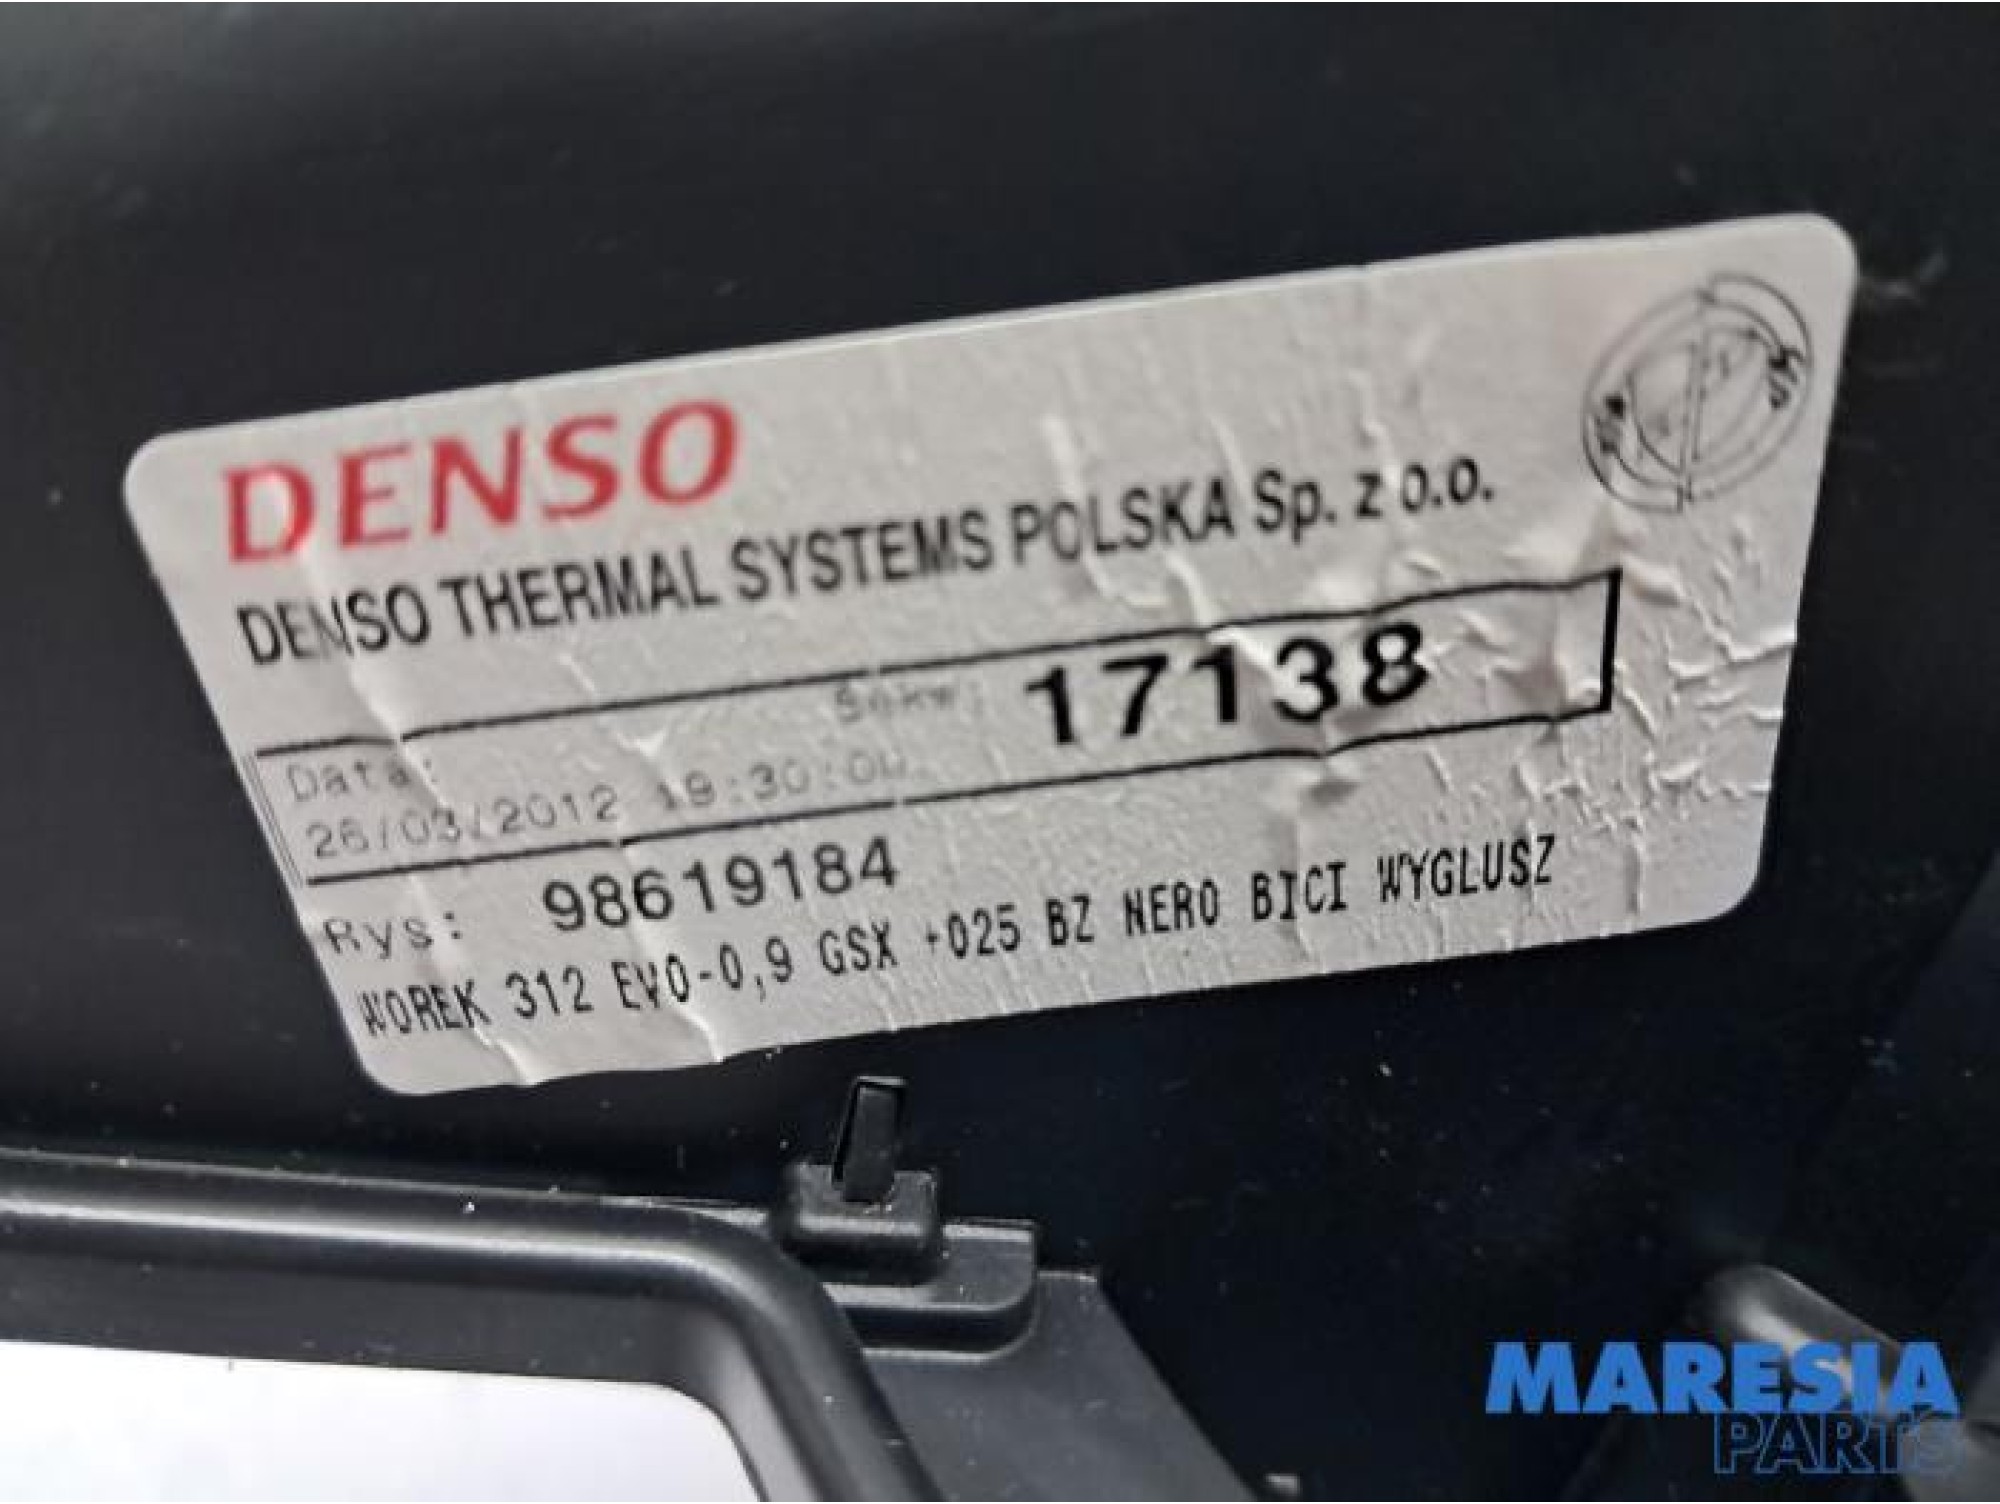 DENSO
DENSO THERMAL SYSTEMS POLSKA Sp. z o.o.
Sekw: 17138
Data:
26/03/2012 19:30:00
Rys: 98619184
WOREK 312 EVO-0,9 GSX +025 BZ NERO BICI WYGLUSZ
MARESIA
PARTS